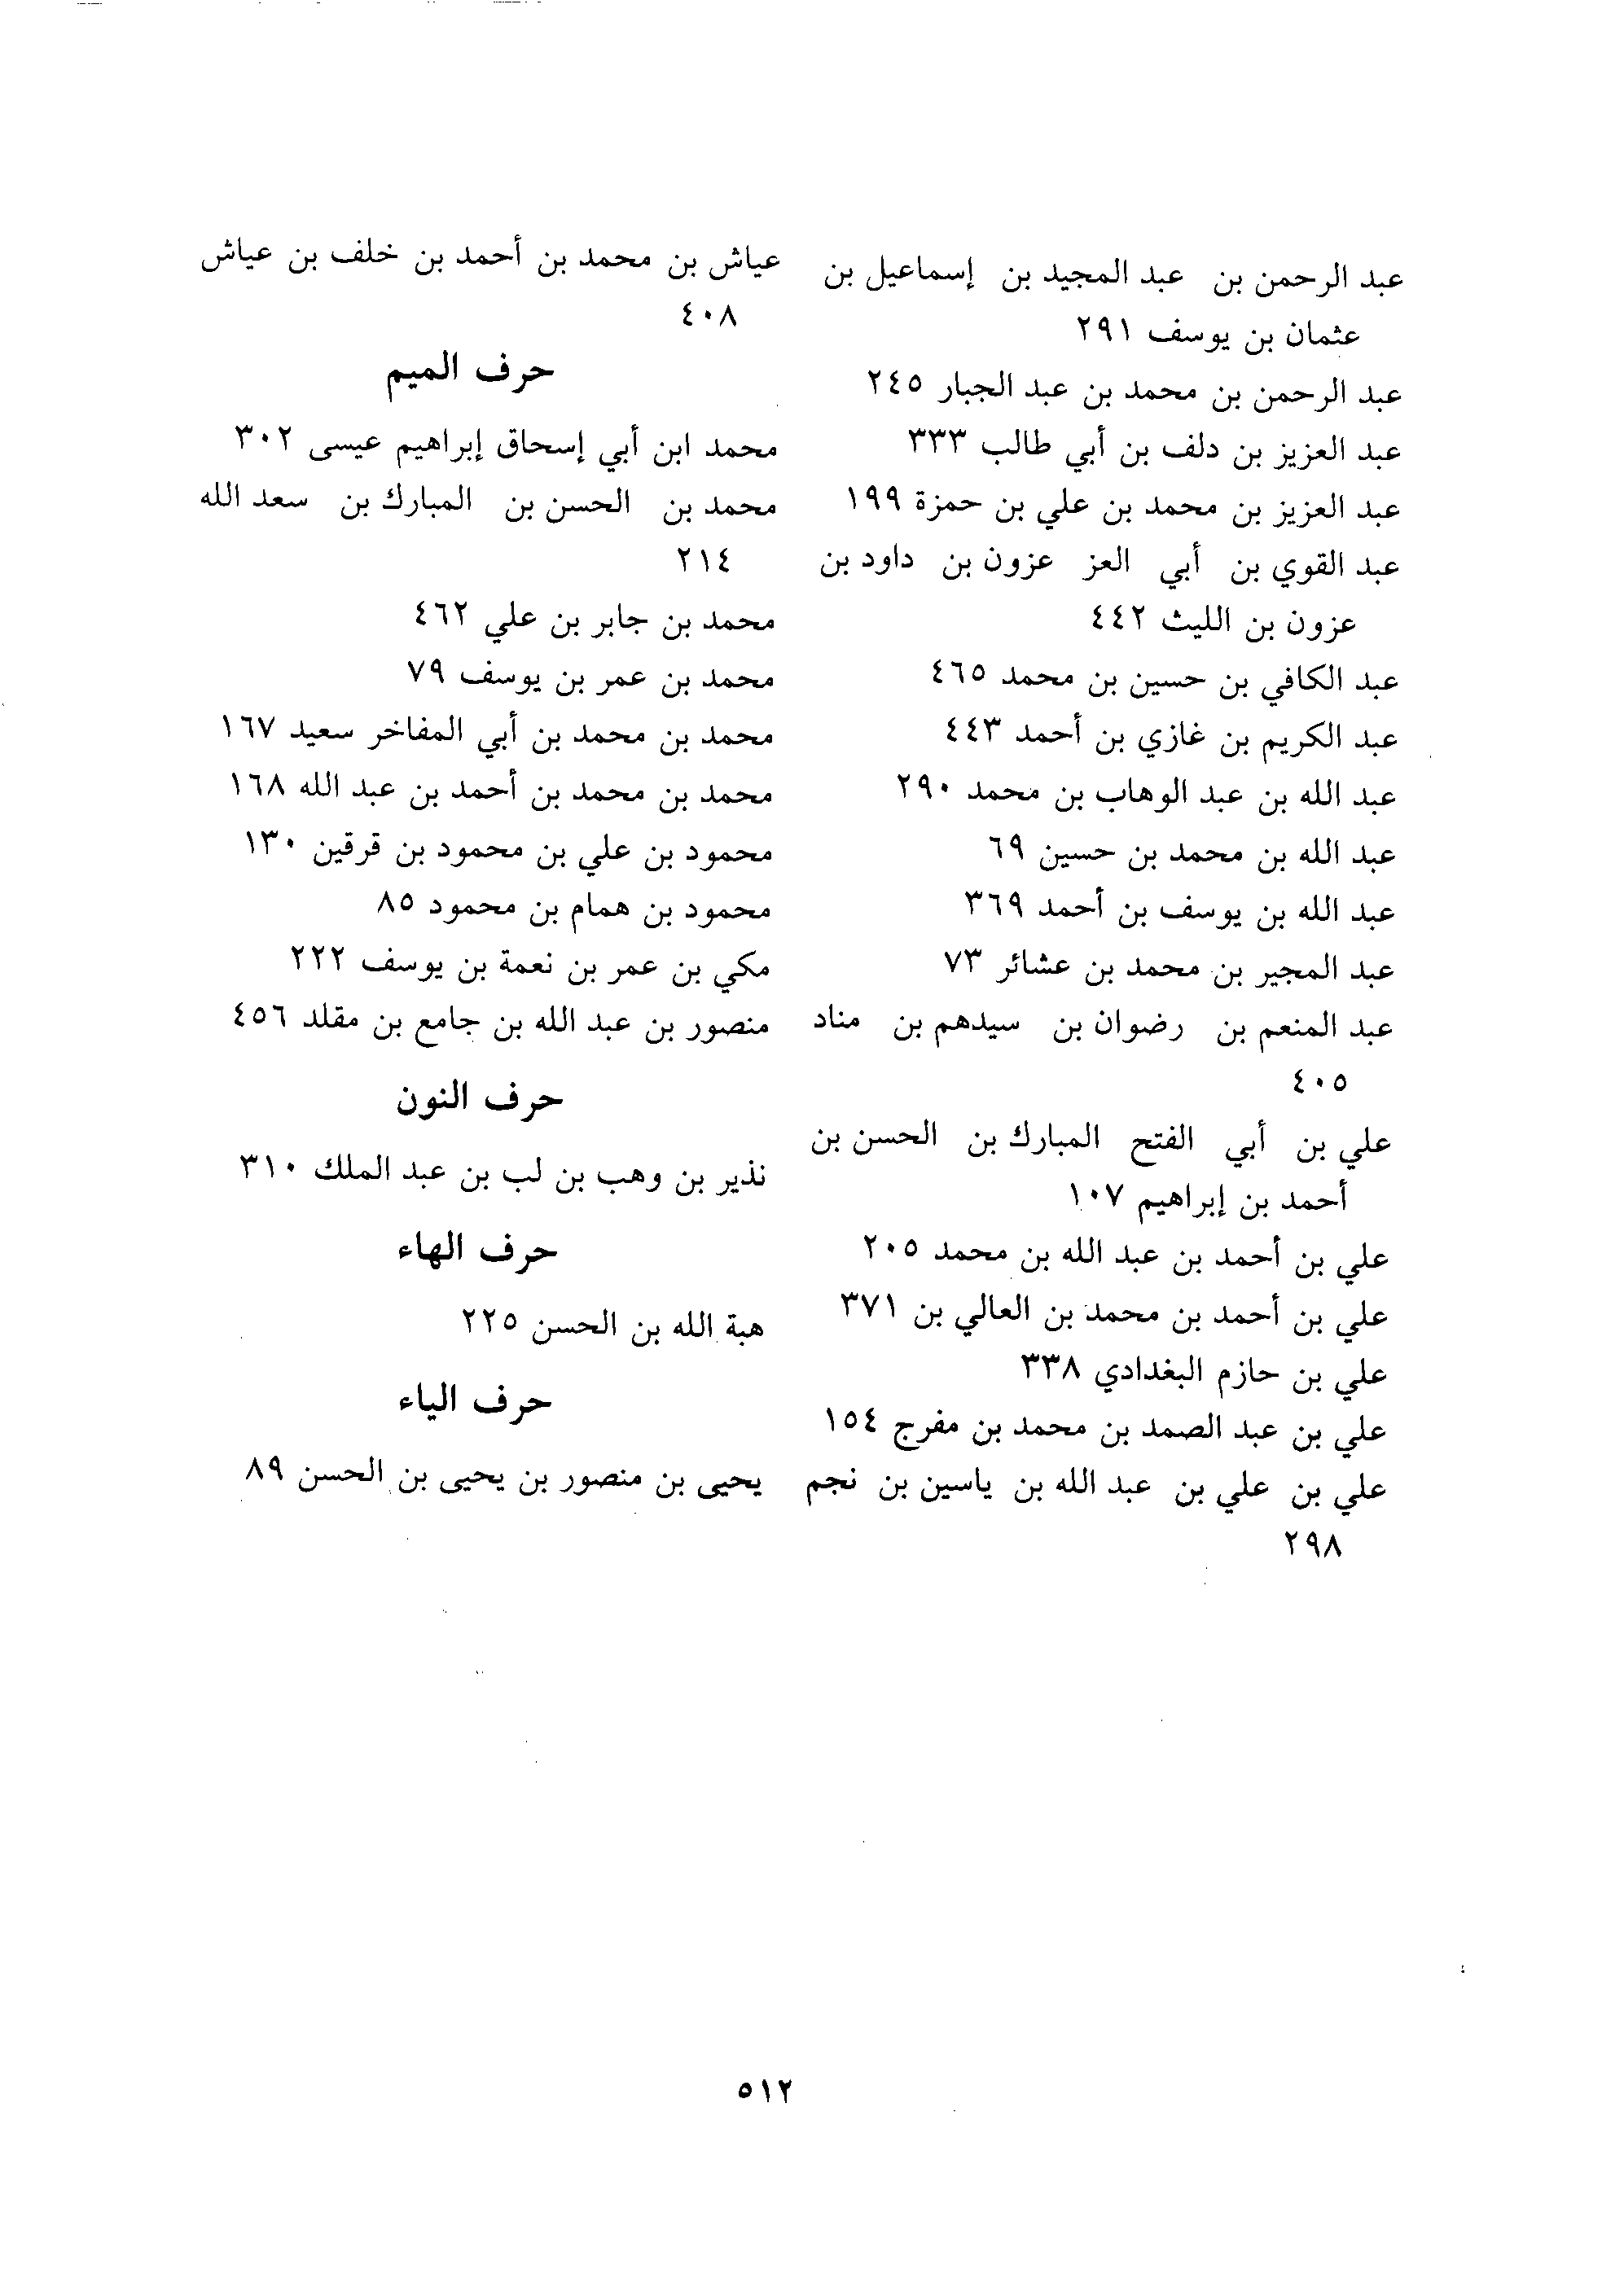 عبد الرحمن بن عبد المجيد بن إسماعيل بن
عثمان بن يوسف ٢٩١
عبد الرحمن بن محمد بن عبد الجبار ٢٤٥
عبد العزيز بن دلف بن أبي طالب ٣٣٣
عبد العزيز بن محمد بن علي بن حمزة ١٩٩
عبد القوي بن أبي العز عزون بن داود بن
عزون بن الليث ٤٤٢
عبد الكافي بن حسين بن محمد ٤٦٥
عبد الكريم بن غازي بن أحمد ٤٤٣
عبد الله بن عبد الوهاب بن محمد ٢٩٠
عبد الله بن محمد بن حسين ٦٩
عبد الله بن يوسف بن أحمد ٣٦٩
عبد المجير بن محمد بن عشائر ٧٣
عبد المنعم بن رضوان بن سيدهم بن مناد
٤٠٥
علي بن أبي الفتح المبارك بن الحسن بن
أحمد بن إبراهيم ١٠٧
علي بن أحمد بن عبد الله بن محمد ٢٠٥
علي بن أحمد بن محمد بن العالي بن ٣٧١
علي بن حازم البغدادي ٣٣٨
علي بن عبد الصمد بن محمد بن مفرج ١٥٤
علي بن علي بن عبد الله بن ياسين بن نجم
٢٩٨
عياش بن محمد بن أحمد بن خلف بن عياش
٤٠٨
حرف الميم
محمد ابن أبي إسحاق إبراهيم عيسى ٣٠٢
محمد بن الحسن بن المبارك بن سعد الله
٢١٤
محمد بن جابر بن علي ٤٦٢
محمد بن عمر بن يوسف ٧٩
محمد بن محمد بن أبي المفاخر سعيد ١٦٧
محمد بن محمد بن أحمد بن عبد الله ١٦٨
محمود بن علي بن محمود بن قرقين ١٣٠
محمود بن همام بن محمود ٨٥
مكي بن عمر بن نعمة بن يوسف ٢٢٢
منصور بن عبد الله بن جامع بن مقلد ٤٥٦
حرف النون
نذير بن وهب بن لب بن عبد الملك ٣١٠
حرف الهاء
هبة الله بن الحسن ٢٢٥
حرف الياء
يحيى بن منصور بن يحيى بن الحسن ٨٩
٥١٢